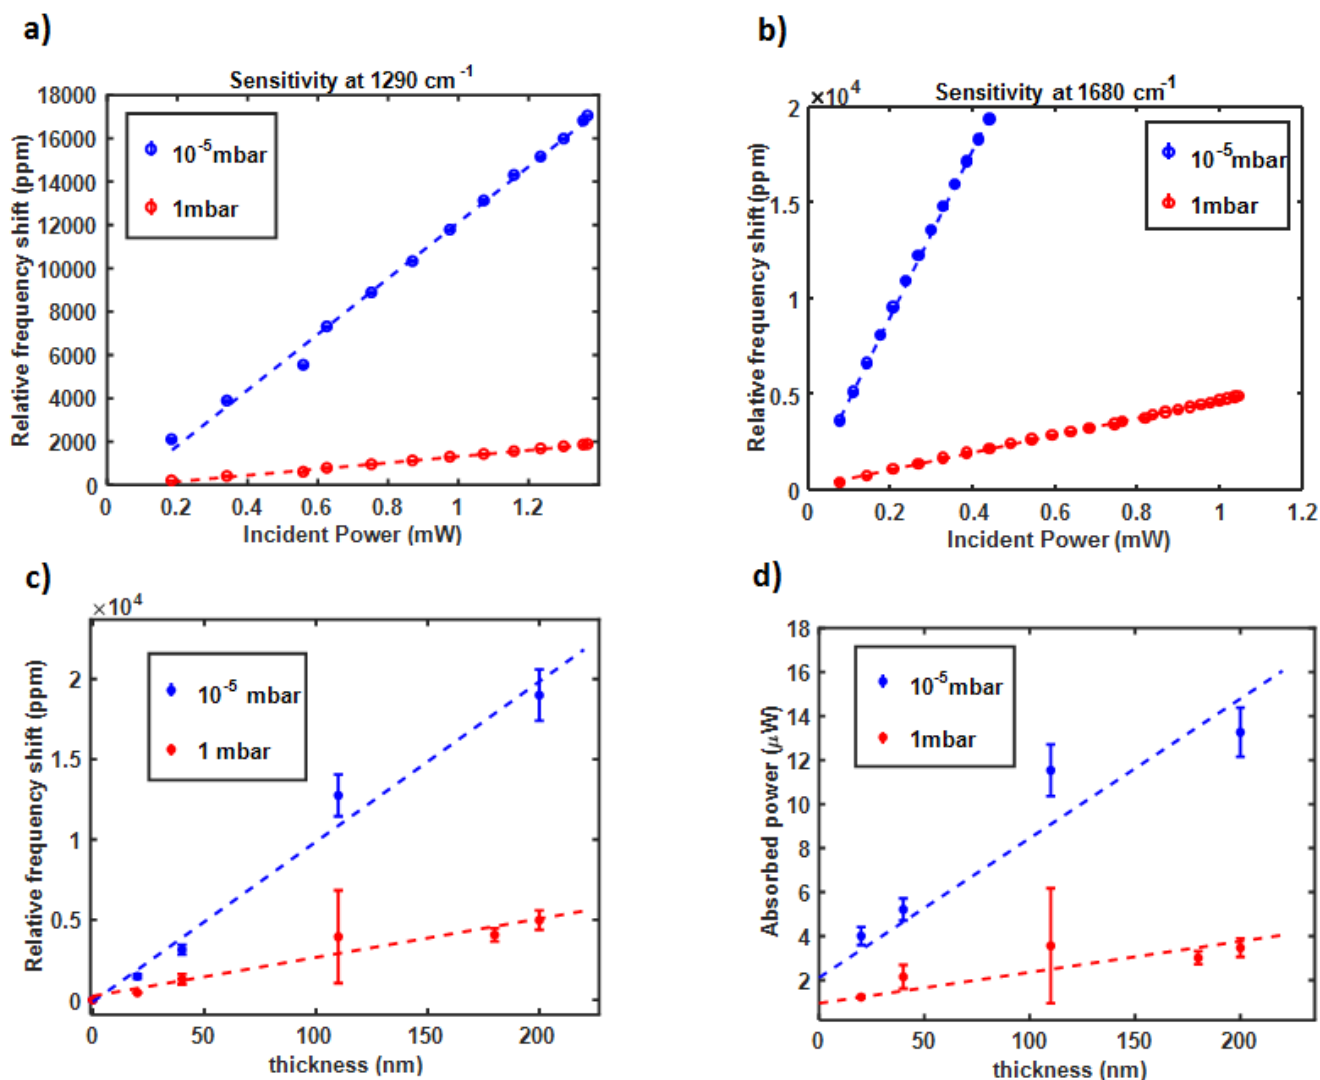 a)
Sensitivity at 1290 cm⁻¹
18000
16000
14000
12000
10000
8000
6000
4000
2000
0
Relative frequency shift (ppm)
10⁻⁵mbar
1mbar
0 0.2 0.4 0.6 0.8 1 1.2
Incident Power (mW)
b)
×10⁴
Sensitivity at 1680 cm⁻¹
2
1.5
1
0.5
0
Relative frequency shift (ppm)
10⁻⁵mbar
1mbar
0 0.2 0.4 0.6 0.8 1 1.2
Incident Power (mW)
c)
×10⁴
2
1.5
1
0.5
0
Relative frequency shift (ppm)
10⁻⁵ mbar
1 mbar
0 50 100 150 200
thickness (nm)
d)
18
16
14
12
10
8
6
4
2
Absorbed power (μW)
10⁻⁵mbar
1mbar
0 50 100 150 200
thickness (nm)